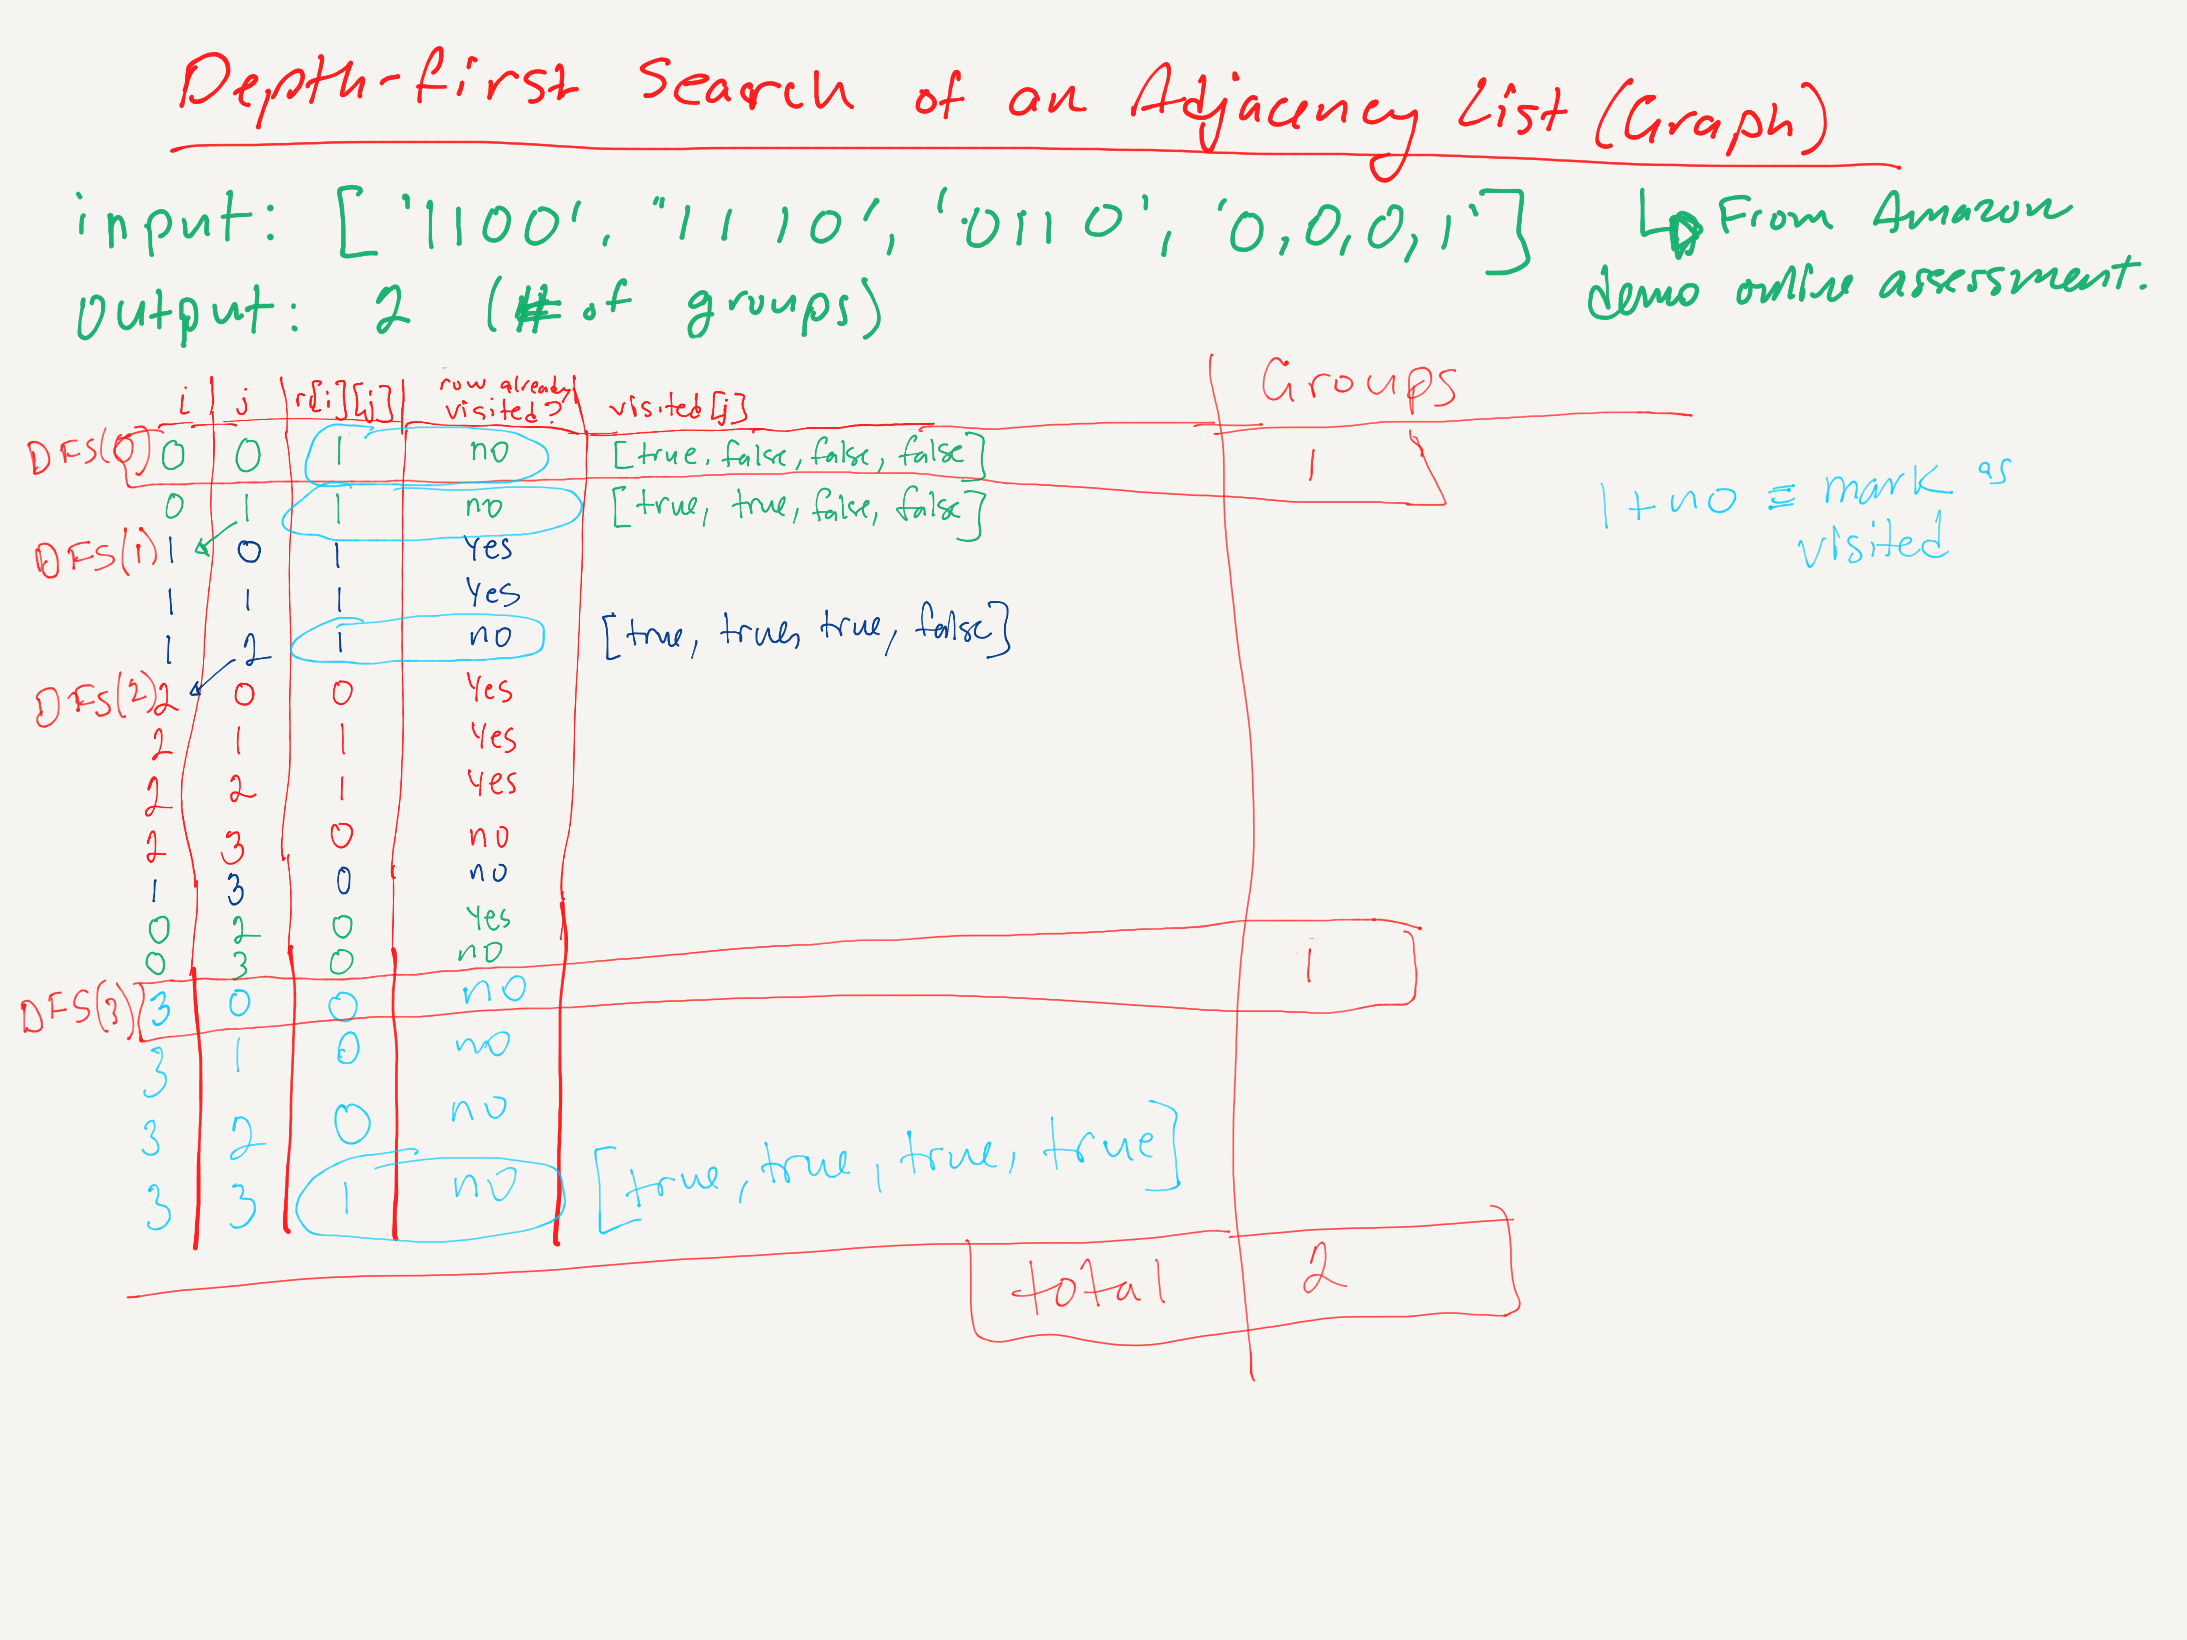 Depth-first Search of an Adjacency List (Graph)
input: ['1100', "1110', '0110', '0,0,0,1']
↳ From Amazon
demo online assessment.
output: 2 (# of groups)
i j r[i][j] row already visited? visited[j] Groups
DFS(0) 0 0 1 no [true, false, false, false] 1
0 1 1 no [true, true, false, false]
1 + no ≡ mark as
visited
DFS(1) 1 0 1 Yes
1 1 1 Yes
1 2 1 no [true, true, true, false]
DFS(2) 2 0 0 Yes
2 1 1 Yes
2 2 1 Yes
2 3 0 no
1 3 0 no
0 2 0 Yes
0 3 0 no
DFS(3) 3 0 0 no 1
3 1 0 no
3 2 0 no
3 3 1 no [true, true, true, true]
total 2